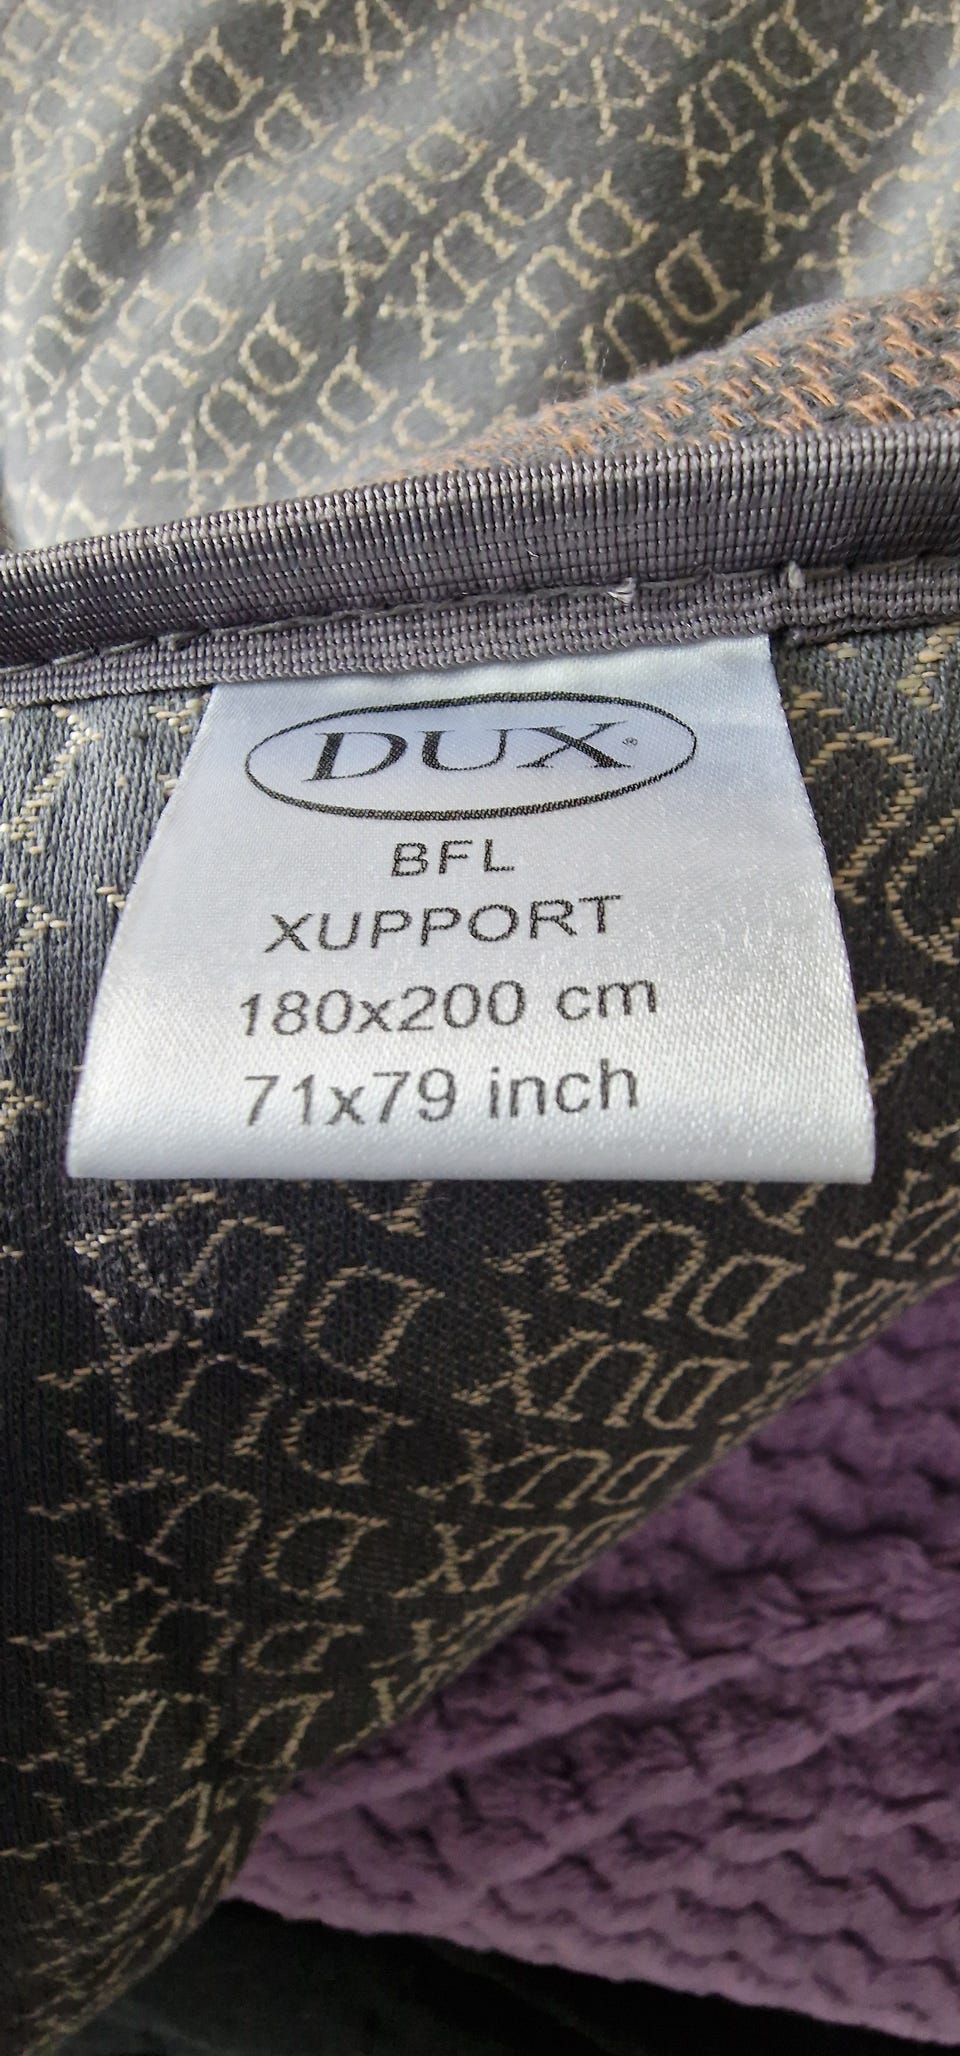 DUX®
BFL
XUPPORT
180x200 cm
71x79 inch